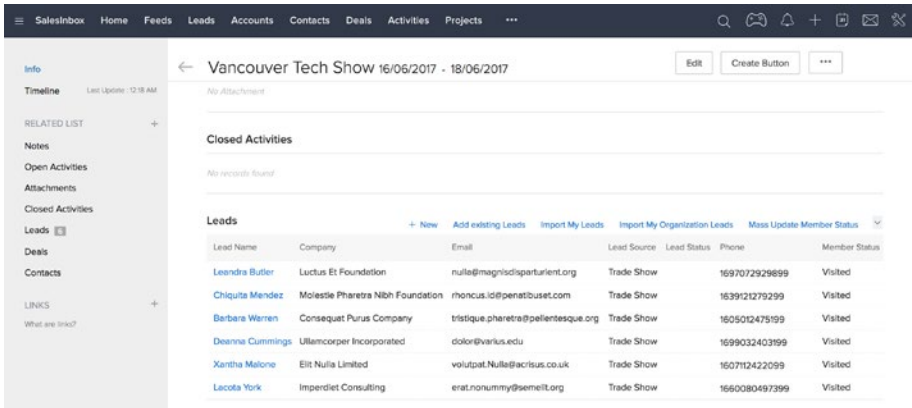 SalesInbox Home Feeds Leads Accounts Contacts Deals Activities Projects •••
Info
Timeline Last Update : 12:18 AM
RELATED LIST +
Notes
Open Activities
Attachments
Closed Activities
Leads 6
Deals
Contacts
LINKS +
What are links?
← Vancouver Tech Show 16/06/2017 - 18/06/2017 Edit Create Button •••
No Attachment
Closed Activities
No records found
Leads + New Add existing Leads Import My Leads Import My Organization Leads Mass Update Member Status
Lead Name Company Email Lead Source Lead Status Phone Member Status
Leandra Butler Luctus Et Foundation nulla@magnisdisparturient.org Trade Show 1697072929899 Visited
Chiquita Mendez Molestie Pharetra Nibh Foundation rhoncus.id@penatibuset.com Trade Show 1639121279299 Visited
Barbara Warren Consequat Purus Company tristique.pharetra@pellentesque.org Trade Show 1605012475199 Visited
Deanna Cummings Ullamcorper Incorporated dolor@varius.edu Trade Show 1699032403199 Visited
Xantha Malone Elit Nulla Limited volutpat.Nulla@acrisus.co.uk Trade Show 1607112422099 Visited
Lacota York Imperdiet Consulting erat.nonummy@semelit.org Trade Show 1660080497399 Visited